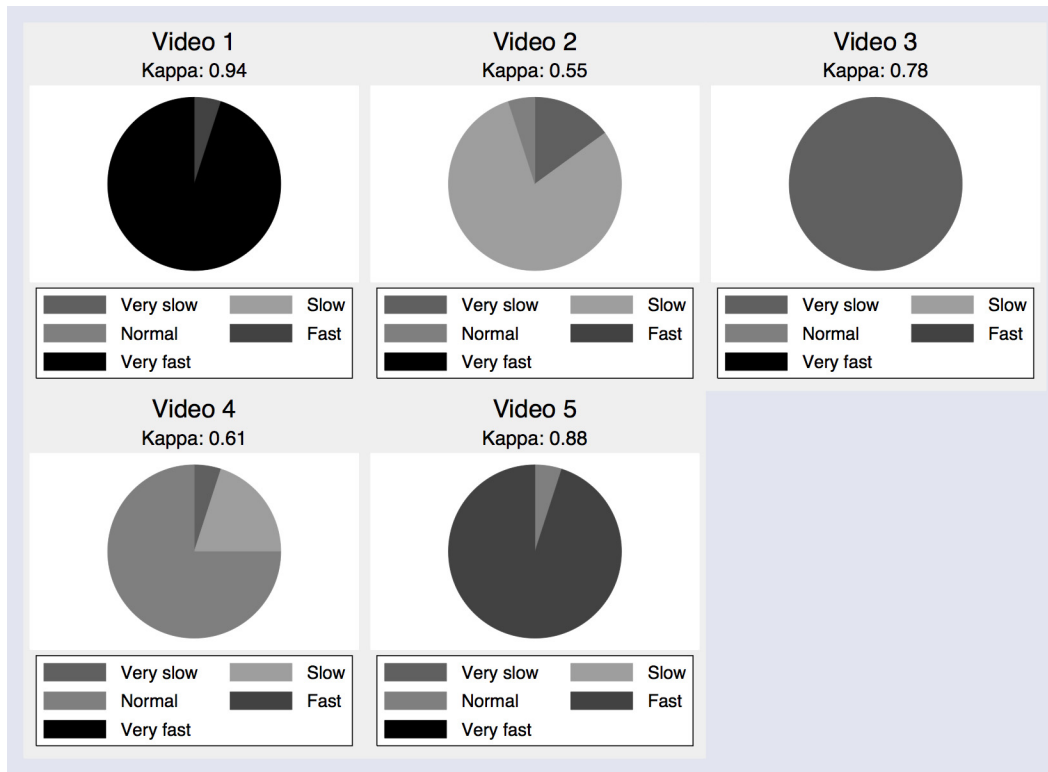 Video 1
Kappa: 0.94
Very slow Slow
Normal Fast
Very fast
Video 2
Kappa: 0.55
Very slow Slow
Normal Fast
Very fast
Video 3
Kappa: 0.78
Very slow Slow
Normal Fast
Very fast
Video 4
Kappa: 0.61
Very slow Slow
Normal Fast
Very fast
Video 5
Kappa: 0.88
Very slow Slow
Normal Fast
Very fast